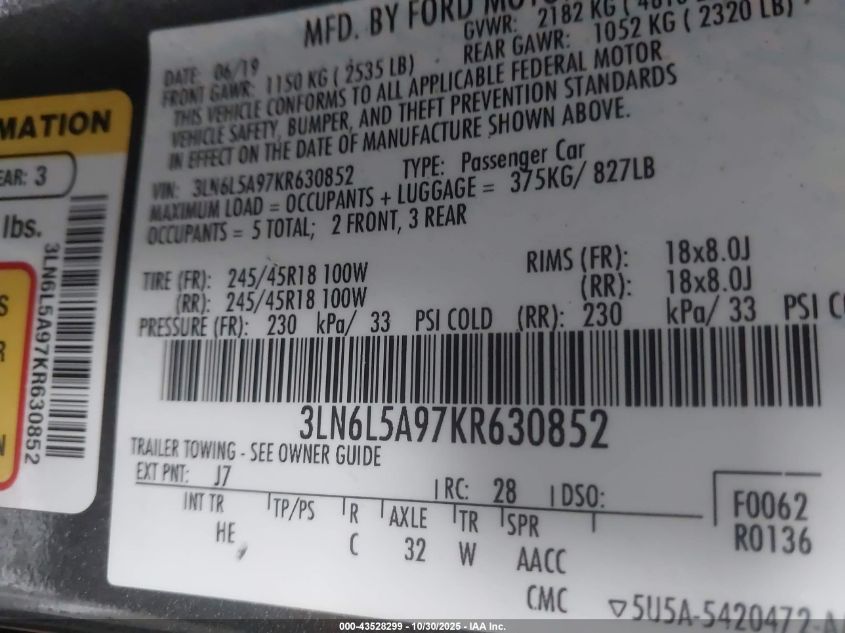 MFD. BY FORD
GVWR: 2182 KG (
DATE: 06/19
REAR GAWR: 1052 KG ( 2320 LB)
FRONT GAWR: 1150 KG ( 2535 LB)
THIS VEHICLE CONFORMS TO ALL APPLICABLE FEDERAL MOTOR
VEHICLE SAFETY, BUMPER, AND THEFT PREVENTION STANDARDS
IN EFFECT ON THE DATE OF MANUFACTURE SHOWN ABOVE.
VIN: 3LN6L5A97KR630852 TYPE: Passenger Car
MAXIMUM LOAD = OCCUPANTS + LUGGAGE = 375KG/ 827LB
OCCUPANTS = 5 TOTAL; 2 FRONT, 3 REAR
TIRE (FR): 245/45R18 100W RIMS (FR): 18x8.0J
(RR): 245/45R18 100W (RR): 18x8.0J
PRESSURE (FR): 230 kPa/ 33 PSI COLD (RR): 230 kPa/ 33 PSI
3LN6L5A97KR630852
TRAILER TOWING - SEE OWNER GUIDE
EXT PNT: J7 RC: 28 DSO:
INT TR TP/PS R AXLE TR SPR
HE C 32 W AACC
CMC
F0062
R0136
▽5U5A-5420472-A
MATION
EAR: 3
lbs.
3LN6L5A97KR630852
S
R
N
000-43528299 - 10/30/2025 - IAA Inc.